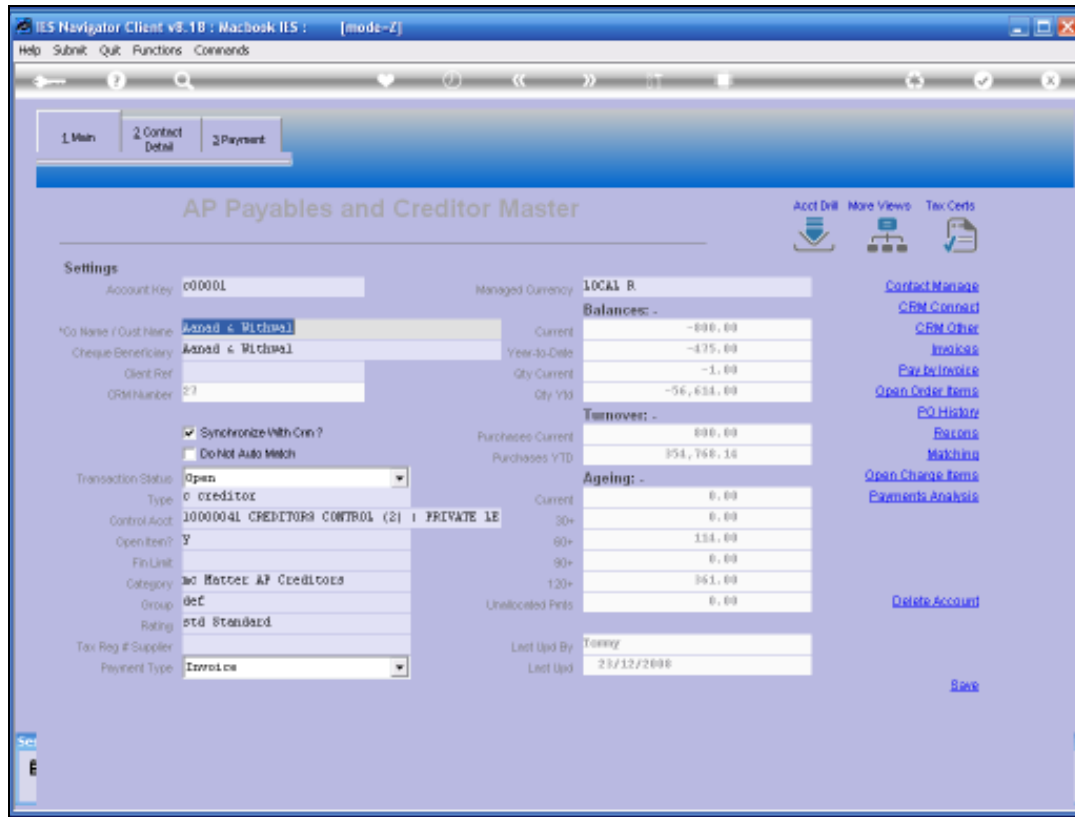 IES Navigator Client v8.18 : Macbook IES : [mode-Z]
Help Submit Quit Functions Commands
1 Main
2 Contact Detail
3 Payment
AP Payables and Creditor Master
Acct Drill More Views Tax Certs
Settings
Account Key c00001
Managed Currency LOCAL R
Balances: -
*Co Name / Cust Name Aanad & Withwal
Current -800.00
Cheque Beneficiary Aanad & Withwal
Year-to-Date -475.00
Client Ref
Qty Current -1.00
CRM Number 27
Qty Ytd -56,614.00
Turnover: -
Synchronize With Crm ?
Purchases Current 800.00
Do Not Auto Match
Purchases YTD 354,768.14
Transaction Status Open
Ageing: -
Type c creditor
Current 0.00
Control Acct 10000041 CREDITORS CONTROL (2) : PRIVATE LE
30+ 0.00
Open Item? Y
60+ 114.00
Fin Limit
90+ 0.00
Category mc Matter AP Creditors
120+ 361.00
Group def
Unallocated Pmts 0.00
Rating std Standard
Tax Reg # Supplier
Last Upd By Tommy
Payment Type Invoice
Last Upd 23/12/2008
Contact Manage
CRM Connect
CRM Other
Invoices
Pay by Invoice
Open Order Items
PO History
Recons
Matching
Open Charge Items
Payments Analysis
Delete Account
Save